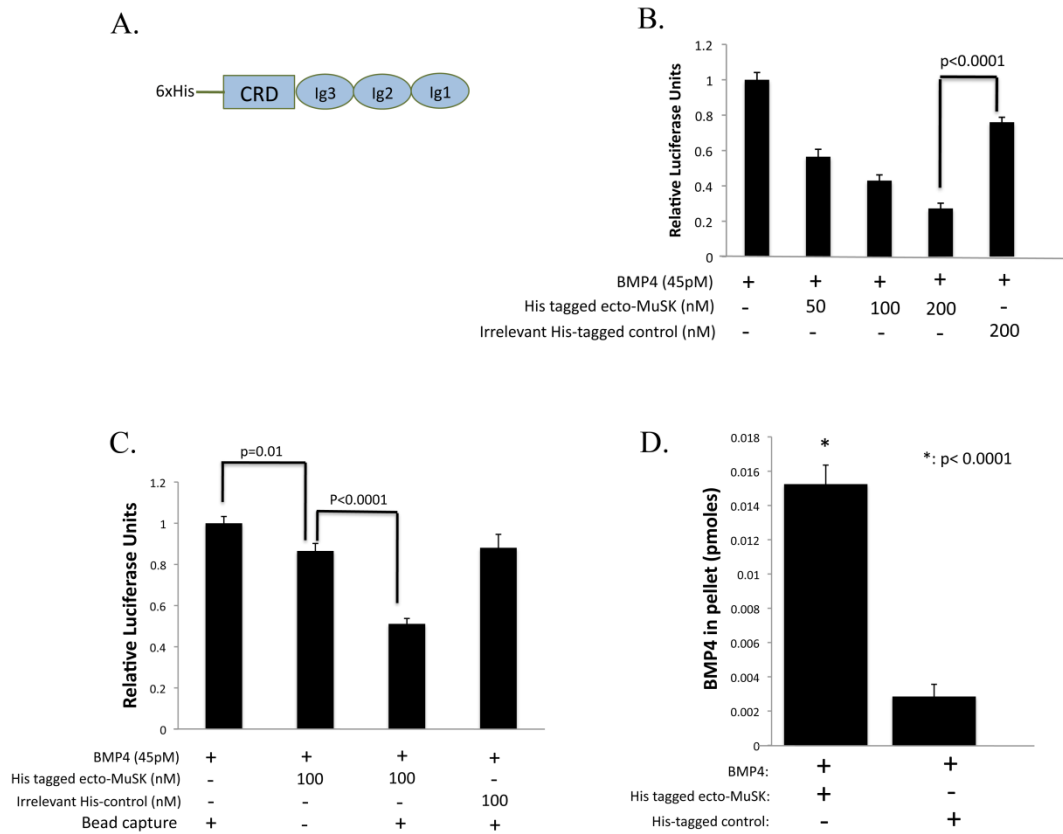 A.
6xHis
CRD
Ig3
Ig2
Ig1
B.
Relative Luciferase Units
1.2
1
0.8
0.6
0.4
0.2
0
p<0.0001
BMP4 (45pM) + + + + +
His tagged ecto-MuSK (nM) - 50 100 200 -
Irrelevant His-tagged control (nM) - - - - 200
C.
Relative Luciferase Units
1.2
1
0.8
0.6
0.4
0.2
0
p=0.01
P<0.0001
BMP4 (45pM) + + + +
His tagged ecto-MuSK (nM) - 100 100 -
Irrelevant His-control (nM) - - - 100
Bead capture + - + +
D.
BMP4 in pellet (pmoles)
0.018
0.016
0.014
0.012
0.01
0.008
0.006
0.004
0.002
0
*
*: p< 0.0001
BMP4: + +
His tagged ecto-MuSK: + -
His-tagged control: - +